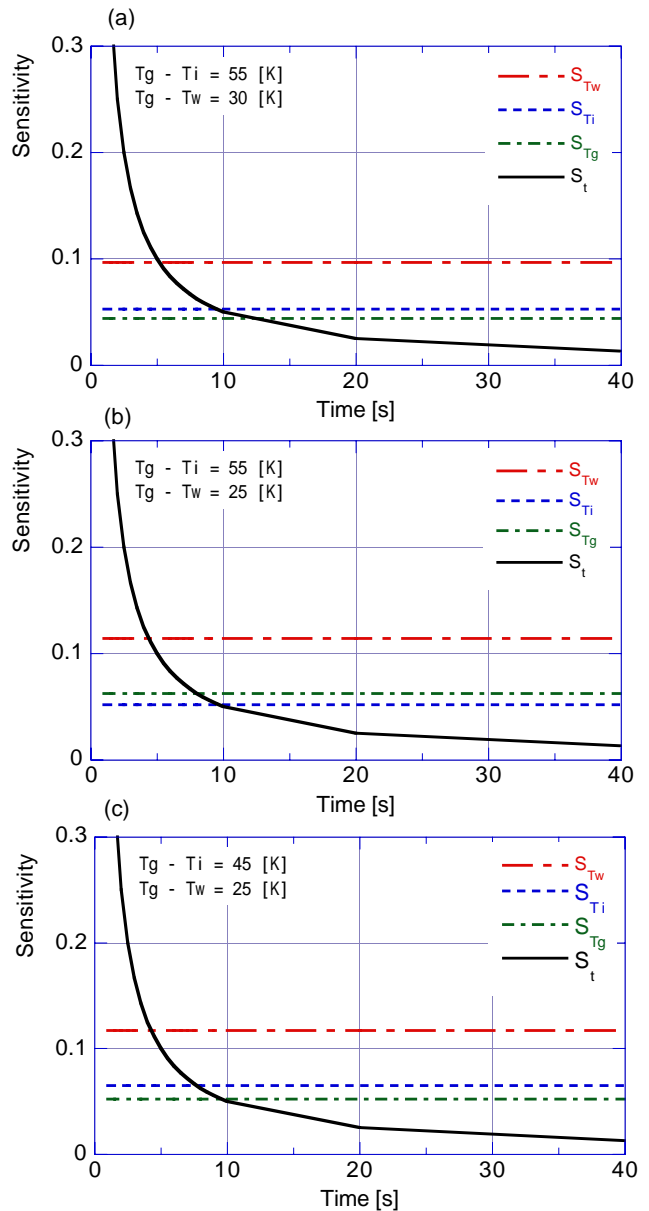 (a)
0.3
Tg - Ti = 55 [K]
Tg - Tw = 30 [K]
S_Tw
S_Ti
S_Tg
S_t
Sensitivity
0.2
0.1
0
0 10 20 30 40
Time [s]
(b)
0.3
Tg - Ti = 55 [K]
Tg - Tw = 25 [K]
S_Tw
S_Ti
S_Tg
S_t
Sensitivity
0.2
0.1
0
0 10 20 30 40
Time [s]
(c)
0.3
Tg - Ti = 45 [K]
Tg - Tw = 25 [K]
S_Tw
S_Ti
S_Tg
S_t
Sensitivity
0.2
0.1
0
0 10 20 30 40
Time [s]